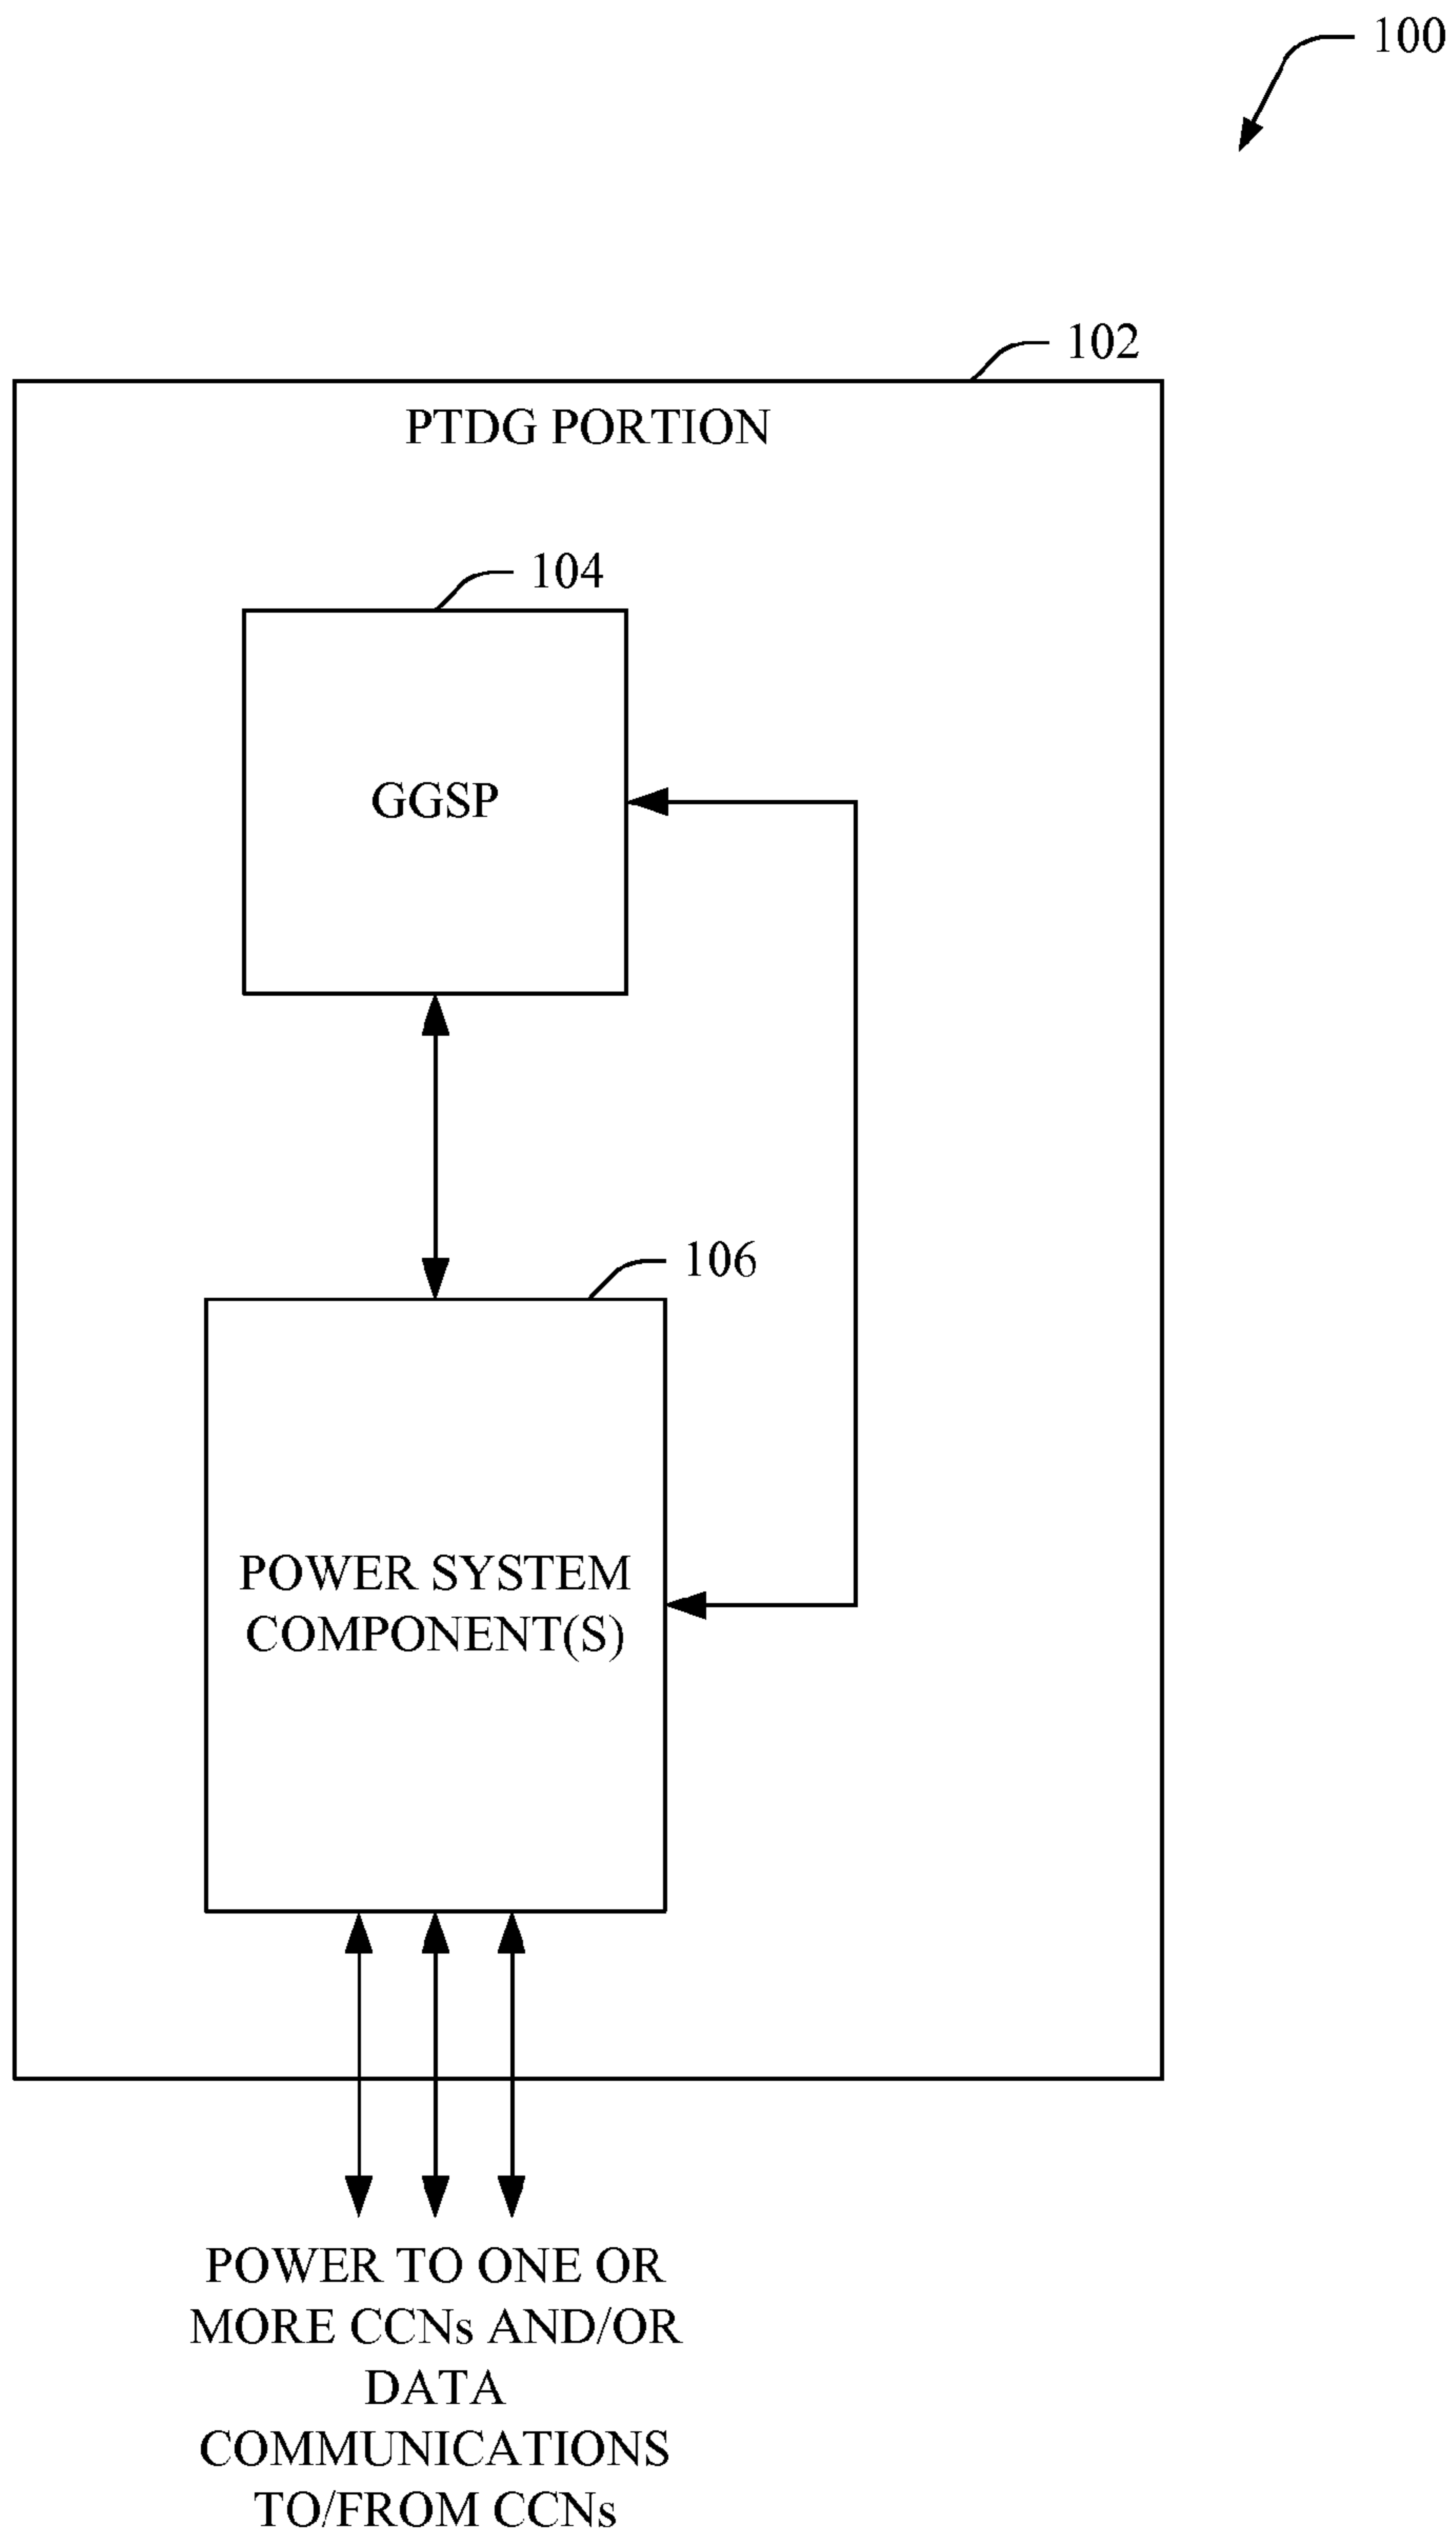 100
102
PTDG PORTION
104
GGSP
106
POWER SYSTEM
COMPONENT(S)
POWER TO ONE OR
MORE CCNs AND/OR
DATA
COMMUNICATIONS
TO/FROM CCNs